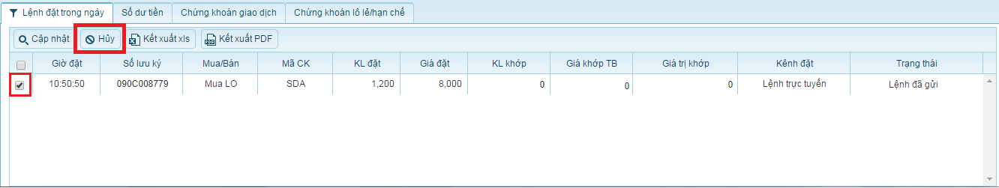 Lệnh đặt trong ngày Số dư tiền Chứng khoán giao dịch Chứng khoán lô lẻ/hạn chế
Cập nhật Hủy Kết xuất xls Kết xuất PDF
Giờ đặt Số lưu ký Mua/Bán Mã CK KL đặt Giá đặt KL khớp Giá khớp TB Giá trị khớp Kênh đặt Trạng thái
10:50:50 090C008779 Mua LO SDA 1,200 8,000 0 0 0 Lệnh trực tuyến Lệnh đã gửi